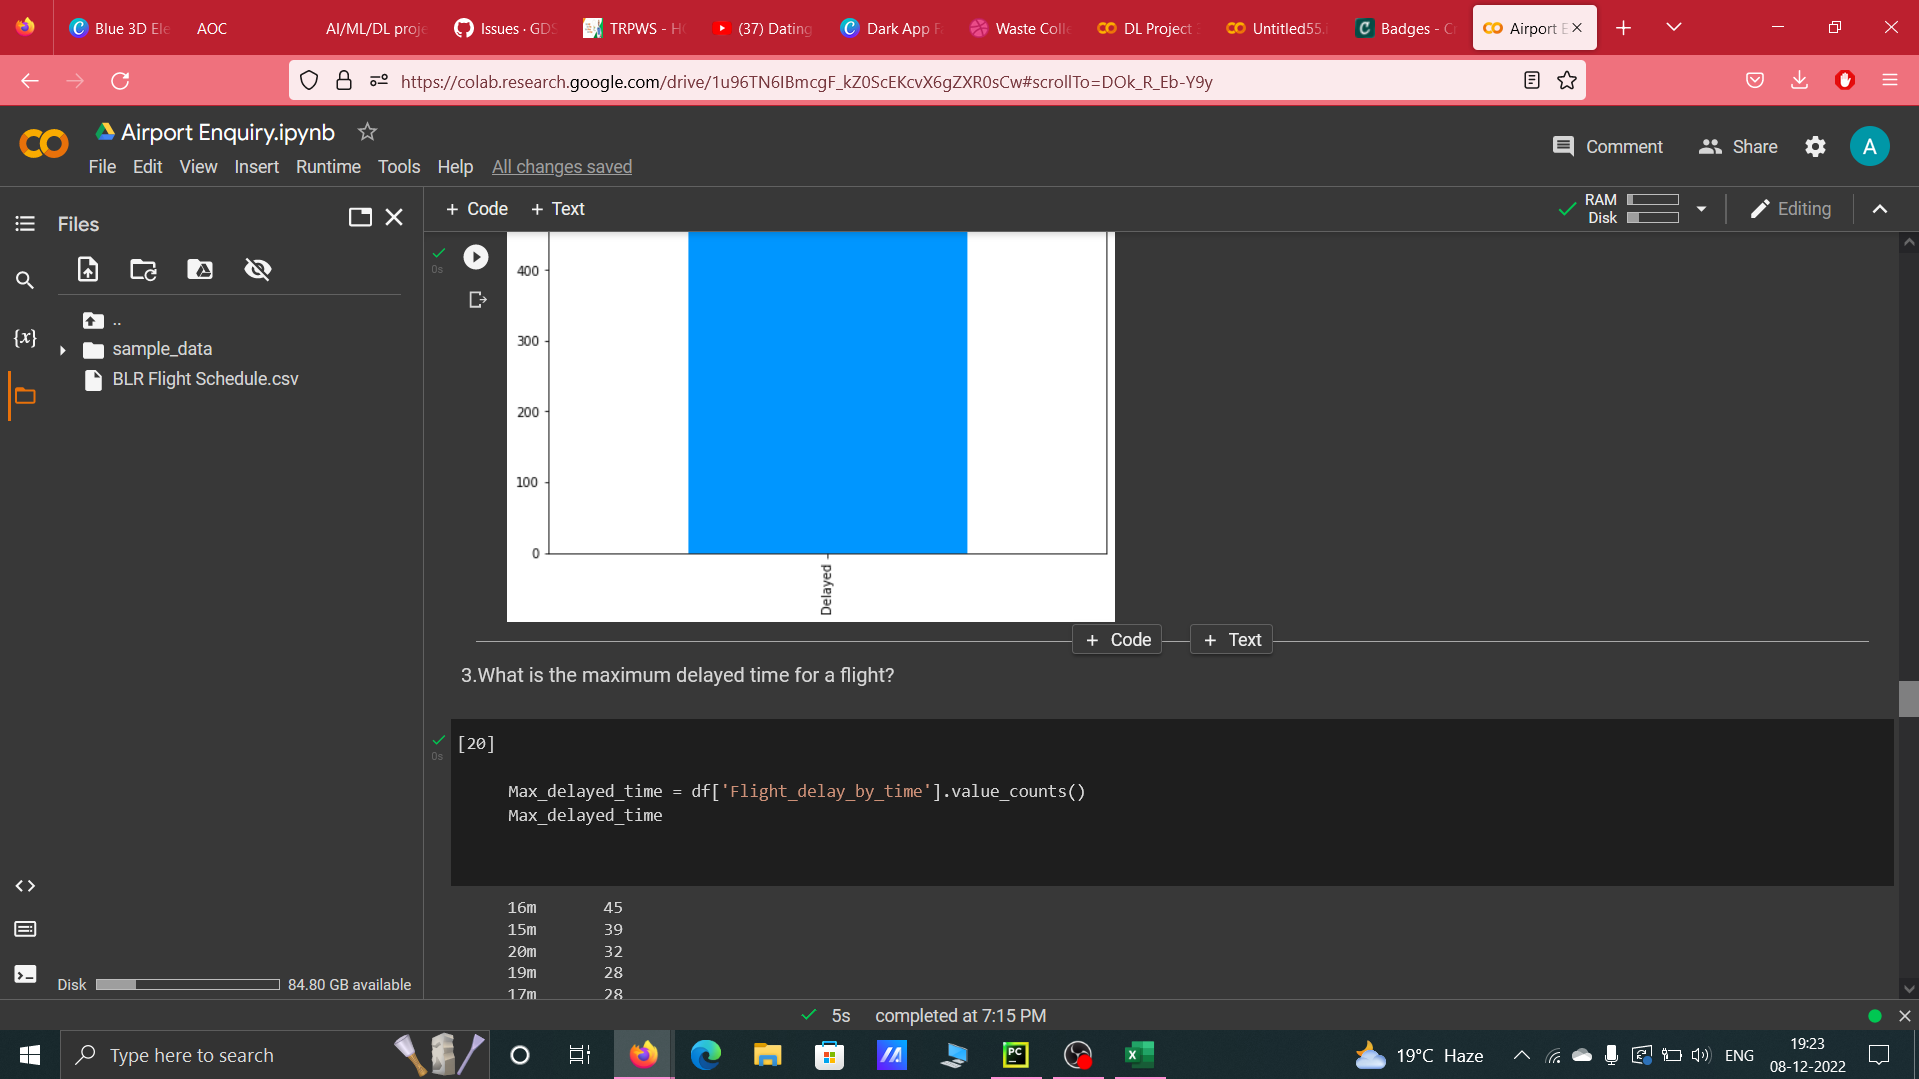 Blue 3D Ele
AOC
AI/ML/DL proje
Issues · GDS
TRPWS - HC
(37) Dating
Dark App F
Waste Colle
DL Project
Untitled55.i
Badges - C
Airport E
https://colab.research.google.com/drive/1u96TN6IBmcgF_kZ0ScEKcvX6gZXR0sCw#scrollTo=DOk_R_Eb-Y9y
Airport Enquiry.ipynb
File Edit View Insert Runtime Tools Help All changes saved
Comment Share A
Files
+ Code + Text
RAM
Disk
Editing
{x}
..
sample_data
BLR Flight Schedule.csv
Disk 84.80 GB available
0s
400
300
200
100
0
Delayed
+ Code + Text
3.What is the maximum delayed time for a flight?
0s
[20]
Max_delayed_time = df['Flight_delay_by_time'].value_counts()
Max_delayed_time
16m 45
15m 39
20m 32
19m 28
17m 28
5s completed at 7:15 PM
Type here to search
PC
19°C Haze
ENG
19:23
08-12-2022